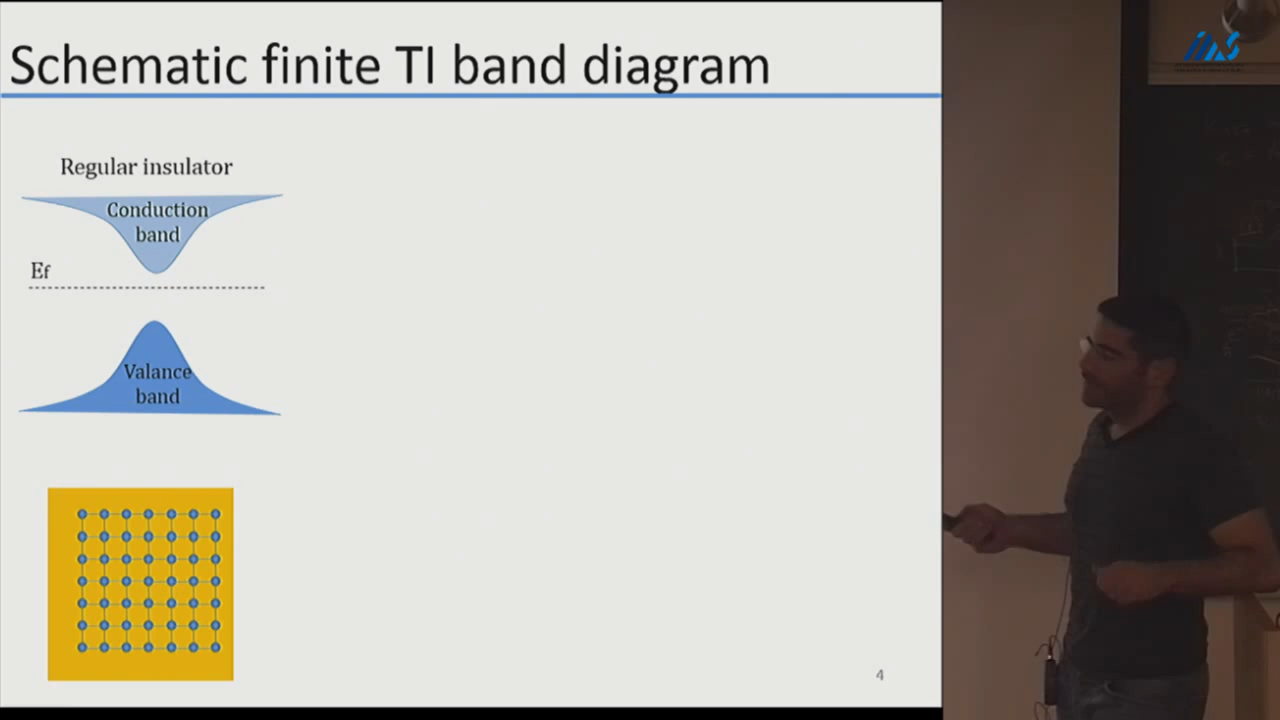 Schematic finite TI band diagram
Regular insulator
Conduction
band
Ef
Valance
band
4